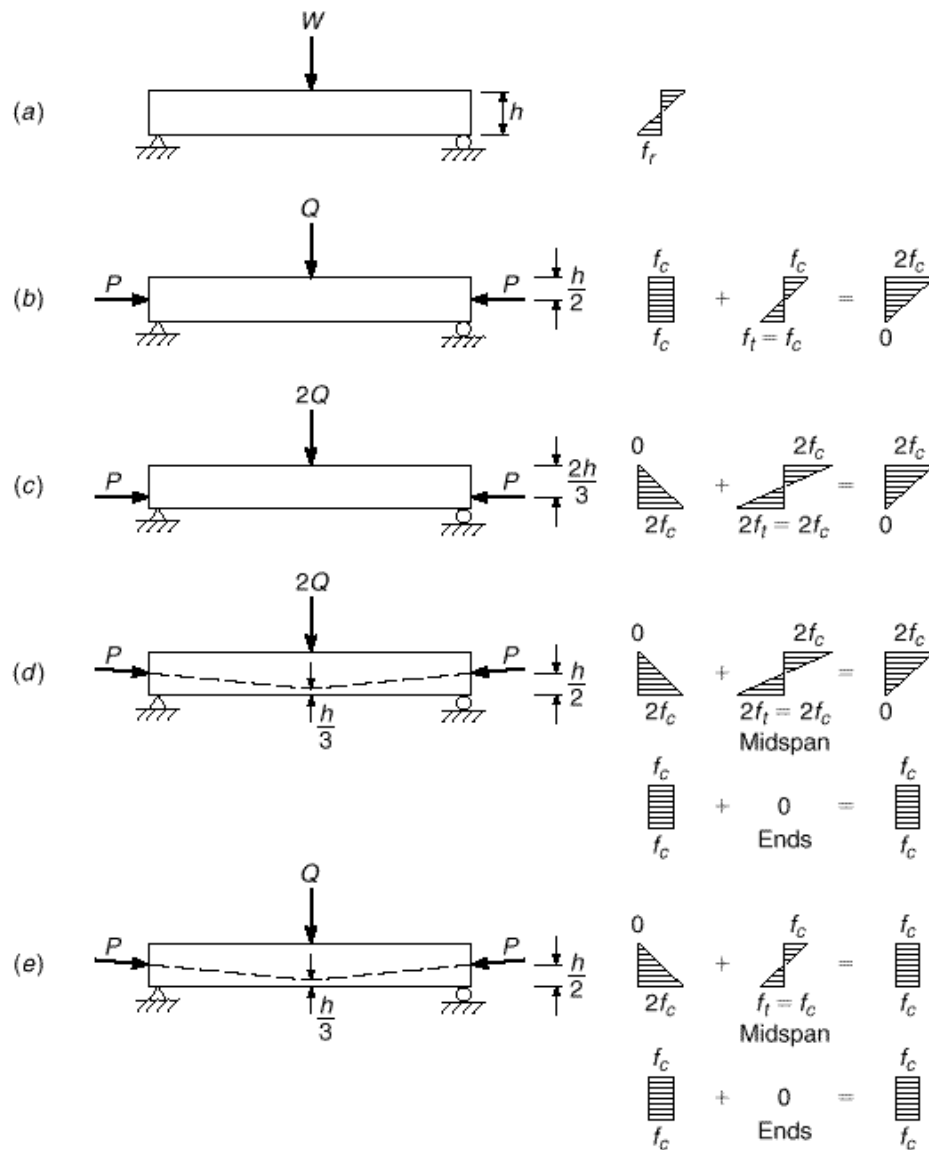 W
(a)
h
f_r
Q
(b)
P
P
h/2
f_c
f_c
2f_c
+
=
f_c
f_t = f_c
0
2Q
(c)
P
P
2h/3
0
2f_c
2f_c
+
=
2f_c
2f_t = 2f_c
0
2Q
(d)
P
P
h/2
h/3
0
2f_c
2f_c
+
=
2f_c
2f_t = 2f_c
0
Midspan
f_c
f_c
+
0
=
Ends
f_c
f_c
Q
(e)
P
P
h/2
h/3
0
f_c
f_c
+
=
2f_c
f_t = f_c
f_c
Midspan
f_c
f_c
+
0
=
Ends
f_c
f_c